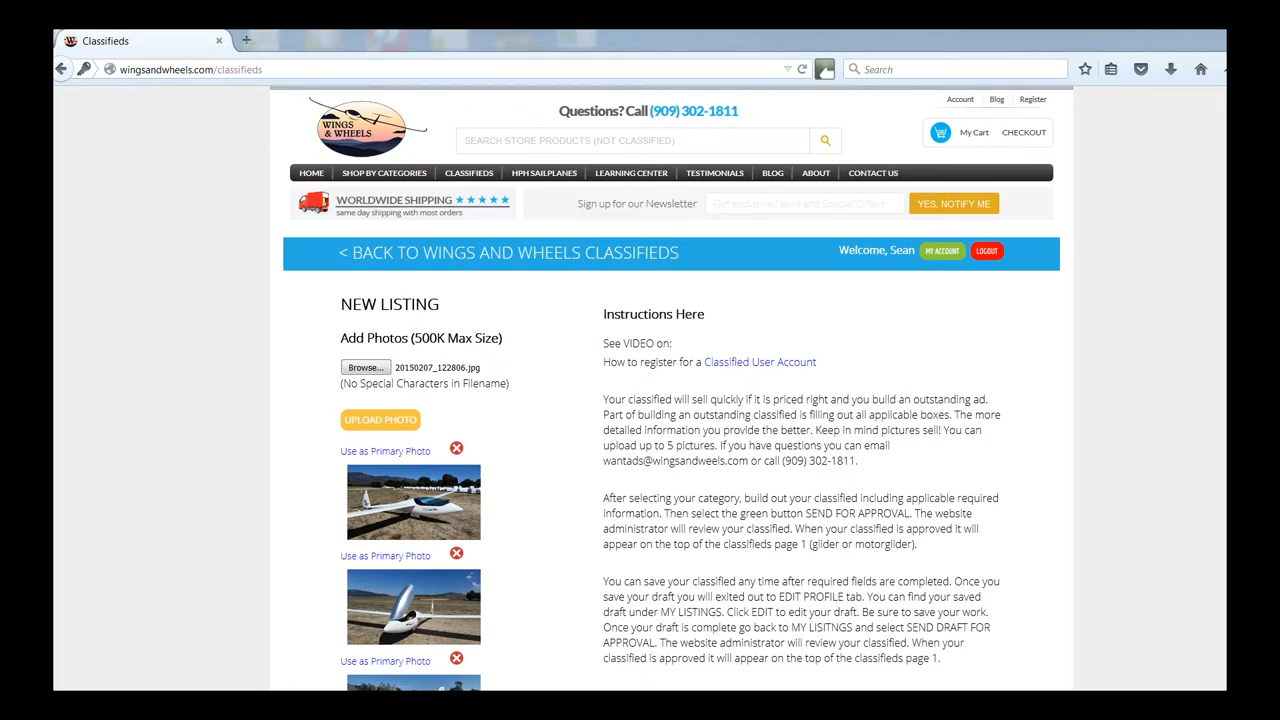 Classifieds
wingsandwheels.com/classifieds
Search
WINGS
& WHEELS
Questions? Call (909) 302-1811
Account
Blog
Register
SEARCH STORE PRODUCTS (NOT CLASSIFIED)
My Cart
CHECKOUT
HOME
SHOP BY CATEGORIES
CLASSIFIEDS
HPH SAILPLANES
LEARNING CENTER
TESTIMONIALS
BLOG
ABOUT
CONTACT US
WORLDWIDE SHIPPING
same day shipping with most orders
Sign up for our Newsletter
Get exclusive News and Special Offers
YES, NOTIFY ME
< BACK TO WINGS AND WHEELS CLASSIFIEDS
Welcome, Sean
MY ACCOUNT
LOGOUT
NEW LISTING
Add Photos (500K Max Size)
Browse...
20150207_122806.jpg
(No Special Characters in Filename)
UPLOAD PHOTO
Use as Primary Photo
Use as Primary Photo
Use as Primary Photo
Instructions Here
See VIDEO on:
How to register for a Classified User Account
Your classified will sell quickly if it is priced right and you build an outstanding ad.
Part of building an outstanding classified is filling out all applicable boxes. The more
detailed information you provide the better. Keep in mind pictures sell! You can
upload up to 5 pictures. If you have questions you can email
wantads@wingsandweels.com or call (909) 302-1811.
After selecting your category, build out your classified including applicable required
information. Then select the green button SEND FOR APPROVAL. The website
administrator will review your classified. When your classified is approved it will
appear on the top of the classifieds page 1 (glider or motorglider).
You can save your classified any time after required fields are completed. Once you
save your draft you will exited out to EDIT PROFILE tab. You can find your saved
draft under MY LISTINGS. Click EDIT to edit your draft. Be sure to save your work.
Once your draft is complete go back to MY LISITNGS and select SEND DRAFT FOR
APPROVAL. The website administrator will review your classified. When your
classified is approved it will appear on the top of the classifieds page 1.